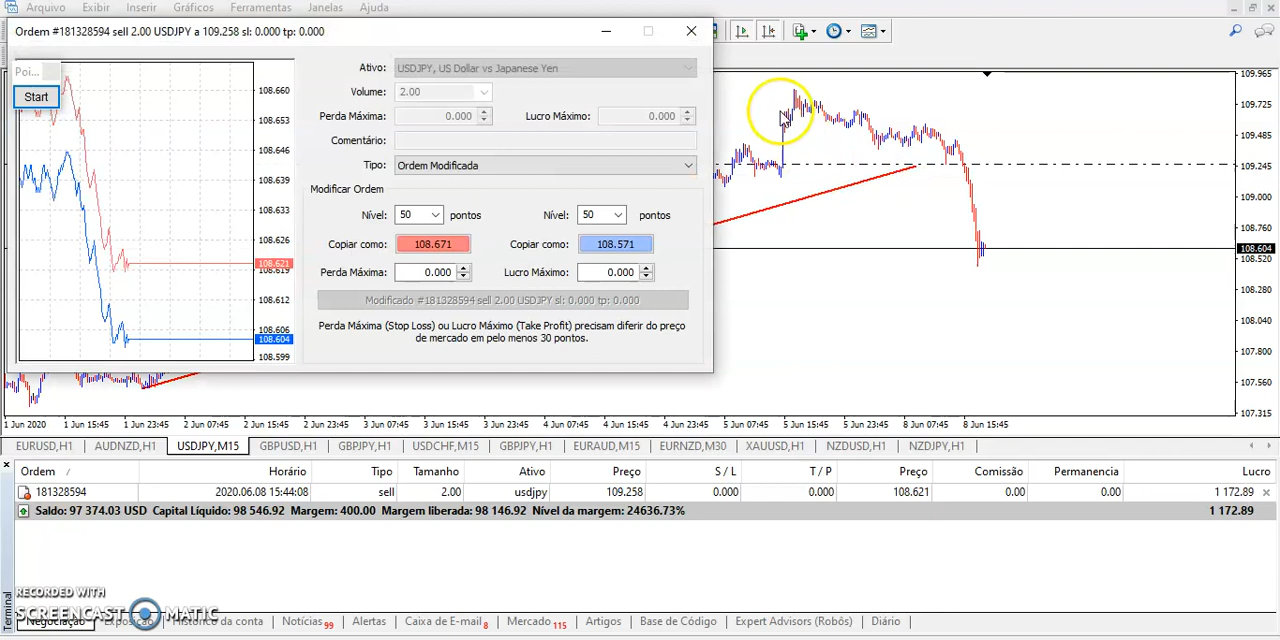 Arquivo Exibir Inserir Gráficos Ferramentas Janelas Ajuda
Ordem #181328594 sell 2.00 USDJPY a 109.258 sl: 0.000 tp: 0.000
Poi...
Start
108.660
108.653
108.646
108.639
108.633
108.626
108.621
108.619
108.612
108.606
108.604
108.599
Ativo: USDJPY, US Dollar vs Japanese Yen
Volume: 2.00
Perda Máxima: 0.000 Lucro Máximo: 0.000
Comentário:
Tipo: Ordem Modificada
Modificar Ordem
Nível: 50 pontos Nível: 50 pontos
Copiar como: 108.671 Copiar como: 108.571
Perda Máxima: 0.000 Lucro Máximo: 0.000
Modificado #181328594 sell 2.00 USDJPY sl: 0.000 tp: 0.000
Perda Máxima (Stop Loss) ou Lucro Máximo (Take Profit) precisam diferir do preço
de mercado em pelo menos 30 pontos.
109.965
109.725
109.485
109.245
109.000
108.760
108.604
108.520
108.280
108.040
107.800
107.560
107.315
1 Jun 2020 1 Jun 15:45 1 Jun 23:45 2 Jun 07:45 2 Jun 15:45 2 Jun 23:45 3 Jun 07:45 3 Jun 15:45 3 Jun 23:45 4 Jun 07:45 4 Jun 15:45 4 Jun 23:45 5 Jun 07:45 5 Jun 15:45 5 Jun 23:45 8 Jun 07:45 8 Jun 15:45
EURUSD,H1 AUDNZD,H1 USDJPY,M15 GBPUSD,H1 GBPJPY,H1 USDCHF,M15 GBPJPY,H1 EURAUD,M15 EURNZD,M30 XAUUSD,H1 NZDUSD,H1 NZDJPY,H1
Ordem / Horário Tipo Tamanho Ativo Preço S / L T / P Preço Comissão Permanencia Lucro
181328594 2020.06.08 15:44:08 sell 2.00 usdjpy 109.258 0.000 0.000 108.621 0.00 0.00 1 172.89
Saldo: 97 374.03 USD Capital Líquido: 98 546.92 Margem: 400.00 Margem liberada: 98 146.92 Nível da margem: 24636.73% 1 172.89
Terminal
RECORDED WITH
SCREENCAST MATIC
Negociação Exposição Histórico da conta Notícias 99 Alertas Caixa de E-mail 8 Mercado 115 Artigos Base de Código Expert Advisors (Robôs) Diário